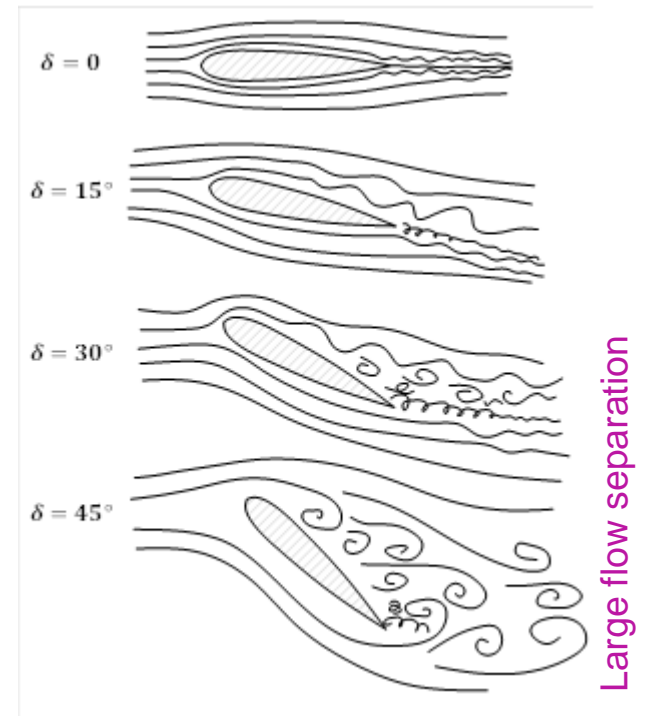 δ = 0
δ = 15°
δ = 30°
δ = 45°
Large flow separation